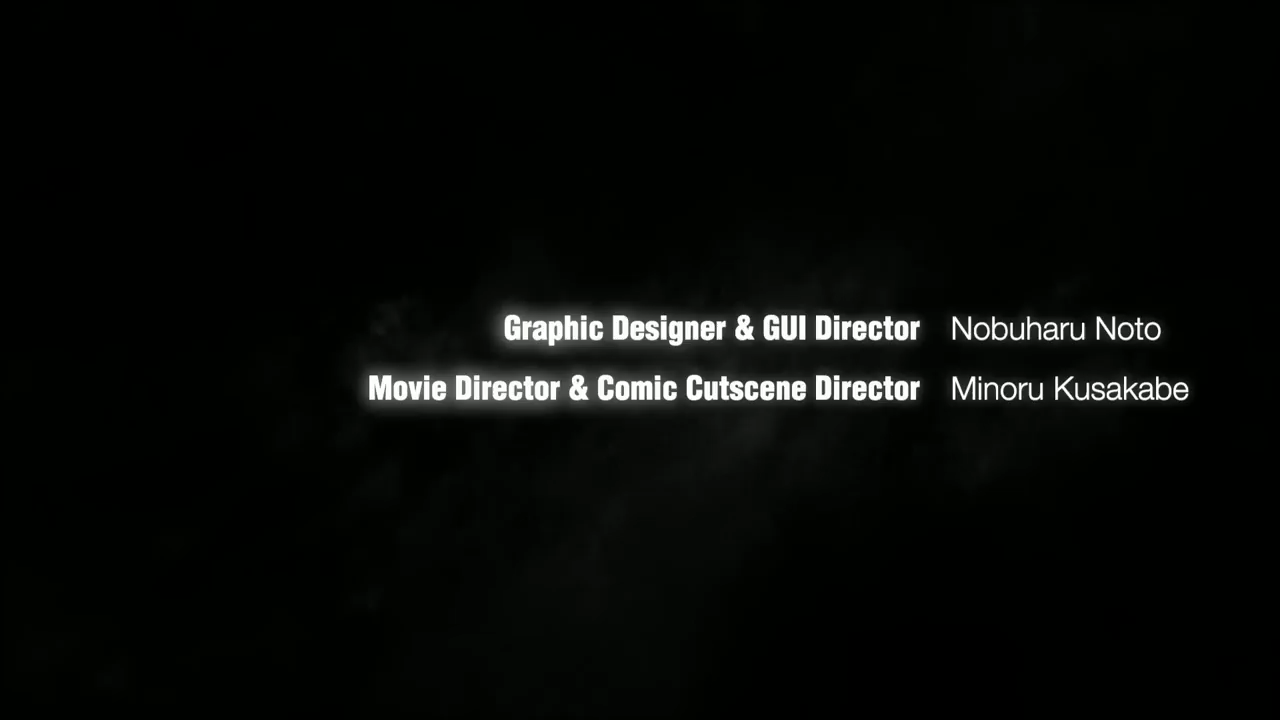 Graphic Designer & GUI Director Nobuharu Noto
Movie Director & Comic Cutscene Director Minoru Kusakabe